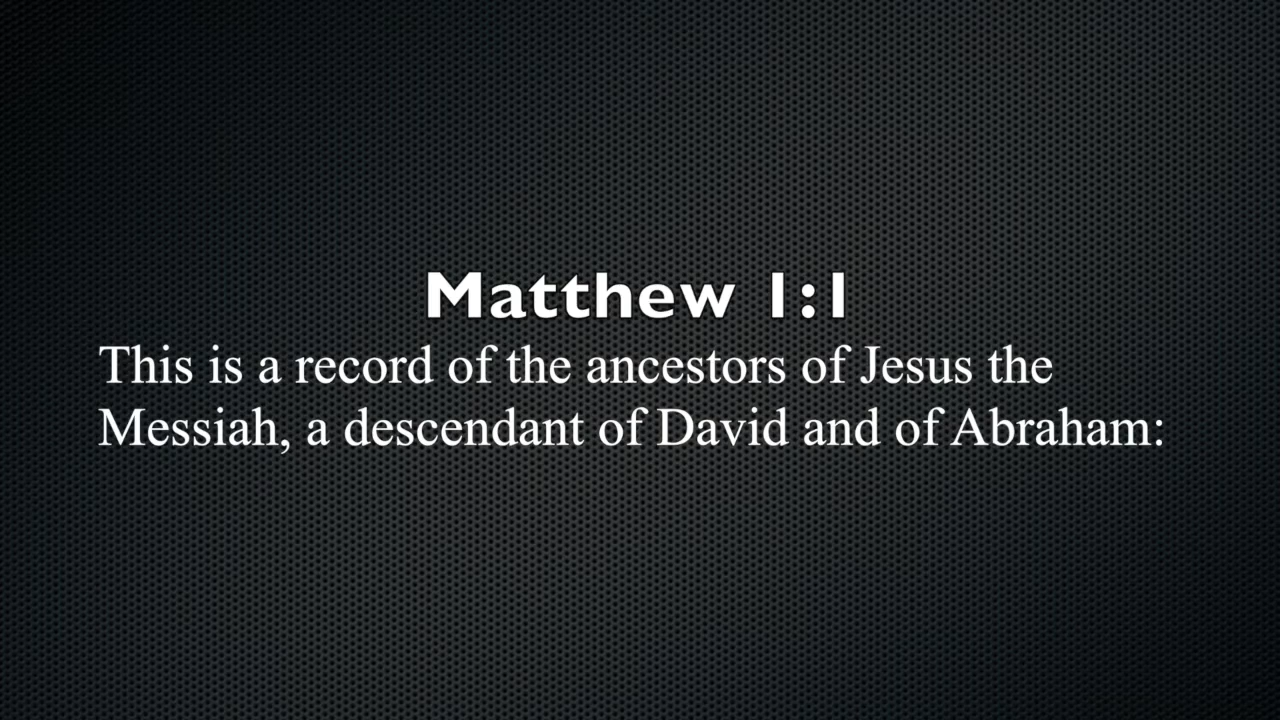 Matthew 1:1
This is a record of the ancestors of Jesus the
Messiah, a descendant of David and of Abraham: